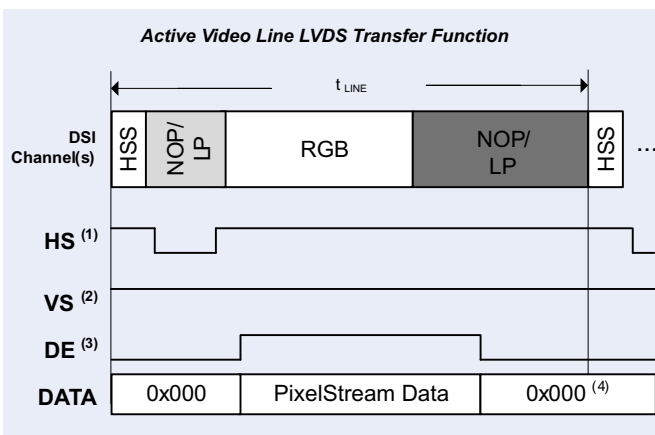 Active Video Line LVDS Transfer Function
t LINE
DSI
Channel(s)
HSS
NOP/
LP
RGB
NOP/
LP
HSS
...
HS (1)
VS (2)
DE (3)
DATA
0x000
PixelStream Data
0x000 (4)